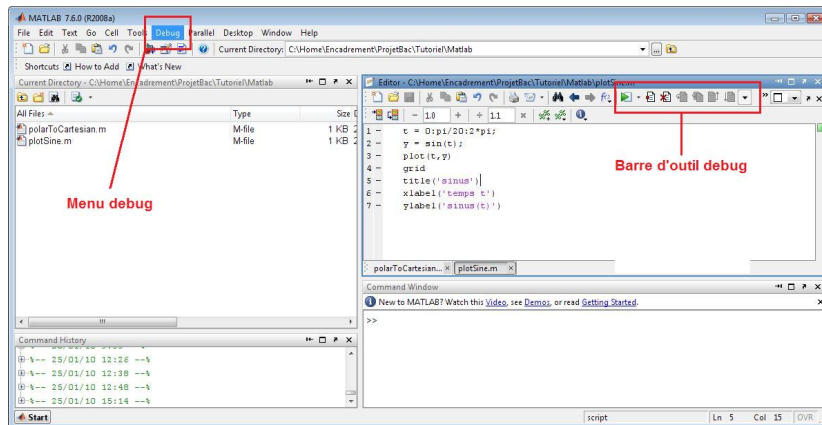 MATLAB 7.6.0 (R2008a)
File Edit Text Go Cell Tools Debug Parallel Desktop Window Help
Current Directory: C:\Home\Encadrement\ProjetBac\Tutoriel\Matlab
Shortcuts How to Add What's New
Current Directory - C:\Home\Encadrement\ProjetBac\Tutoriel\Matlab
All Files Type Size
polarToCartesian.m M-file 1 KB 2
plotSine.m M-file 1 KB 2
Menu debug
Editor - C:\Home\Encadrement\ProjetBac\Tutoriel\Matlab\plotSine.m
- 1.0 + ÷ 1.1 ×
1 - t = 0:pi/20:2*pi;
2 - y = sin(t);
3 - plot(t,y)
4 - grid
5 - title('sinus')
6 - xlabel('temps t')
7 - ylabel('sinus(t)')
Barre d'outil debug
polarToCartesian... × plotSine.m ×
Command Window
New to MATLAB? Watch this Video, see Demos, or read Getting Started.
>>
Command History
%-- 25/01/10 12:26 --%
%-- 25/01/10 12:38 --%
%-- 25/01/10 12:48 --%
%-- 25/01/10 15:14 --%
Start
script Ln 5 Col 15 OVR